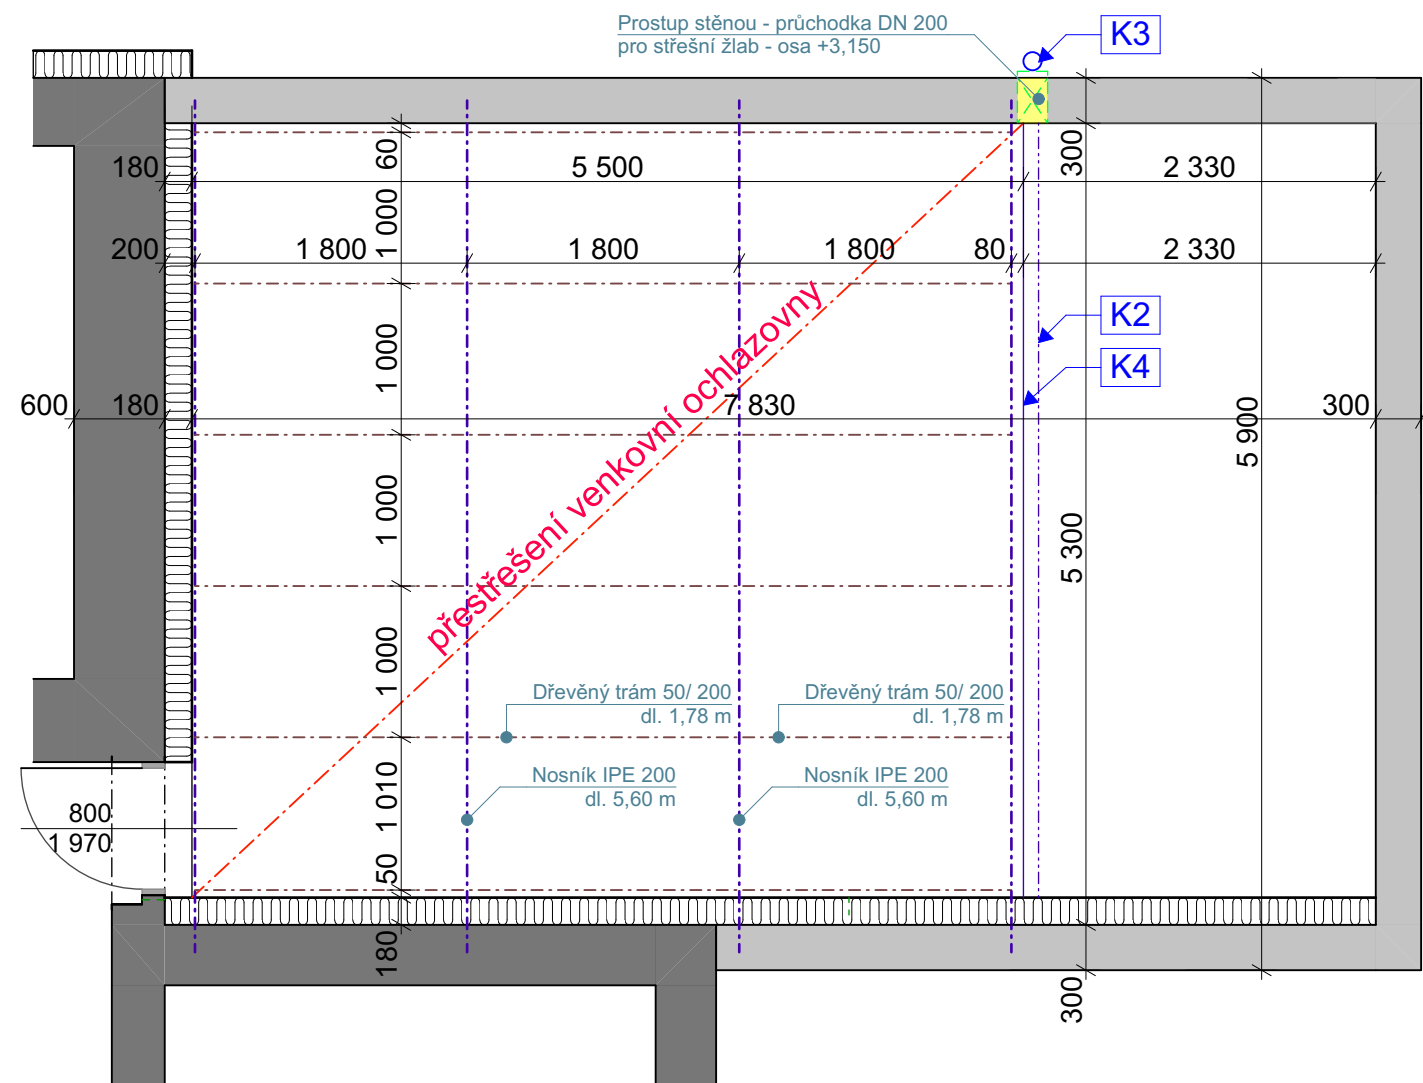 Prostup stěnou - průchodka DN 200
pro střešní žlab - osa +3,150
K3
180
5 500
2 330
60
300
200
1 800
1 800
1 800
80
2 330
1 000
K2
K4
1 000
600
180
7 830
300
přestřešení venkovní ochlazovny
5 900
1 000
5 300
1 000
Dřevěný trám 50/ 200
dl. 1,78 m
Dřevěný trám 50/ 200
dl. 1,78 m
Nosník IPE 200
dl. 5,60 m
Nosník IPE 200
dl. 5,60 m
1 010
800
1 970
50
180
300